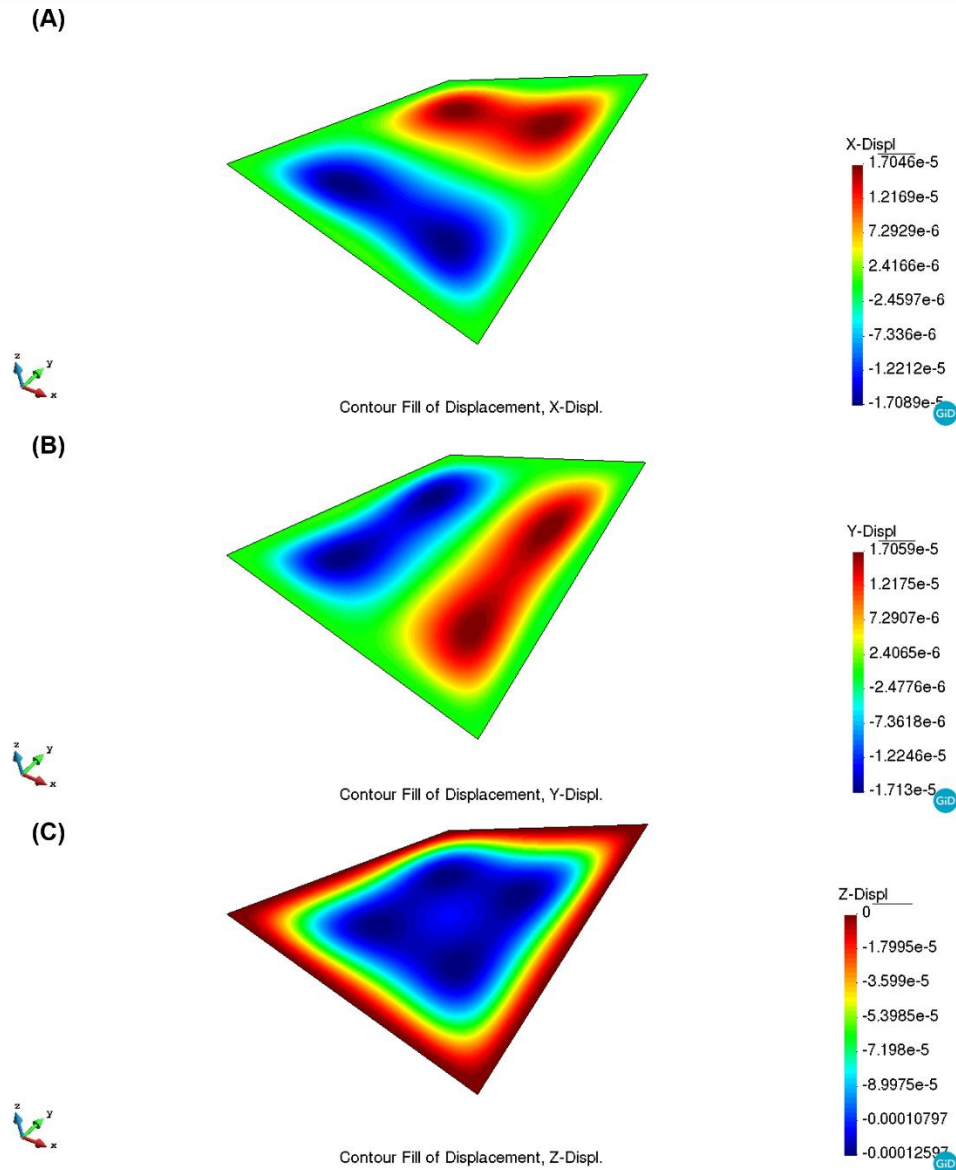 (A)
X-Displ
1.7046e-5
1.2169e-5
7.2929e-6
2.4166e-6
-2.4597e-6
-7.336e-6
-1.2212e-5
-1.7089e-5
z
y
x
GiD
Contour Fill of Displacement, X-Displ.
(B)
Y-Displ
1.7059e-5
1.2175e-5
7.2907e-6
2.4065e-6
-2.4776e-6
-7.3618e-6
-1.2246e-5
-1.713e-5
z
y
x
GiD
Contour Fill of Displacement, Y-Displ.
(C)
Z-Displ
0
-1.7995e-5
-3.599e-5
-5.3985e-5
-7.198e-5
-8.9975e-5
-0.00010797
-0.00012597
z
y
x
GiD
Contour Fill of Displacement, Z-Displ.